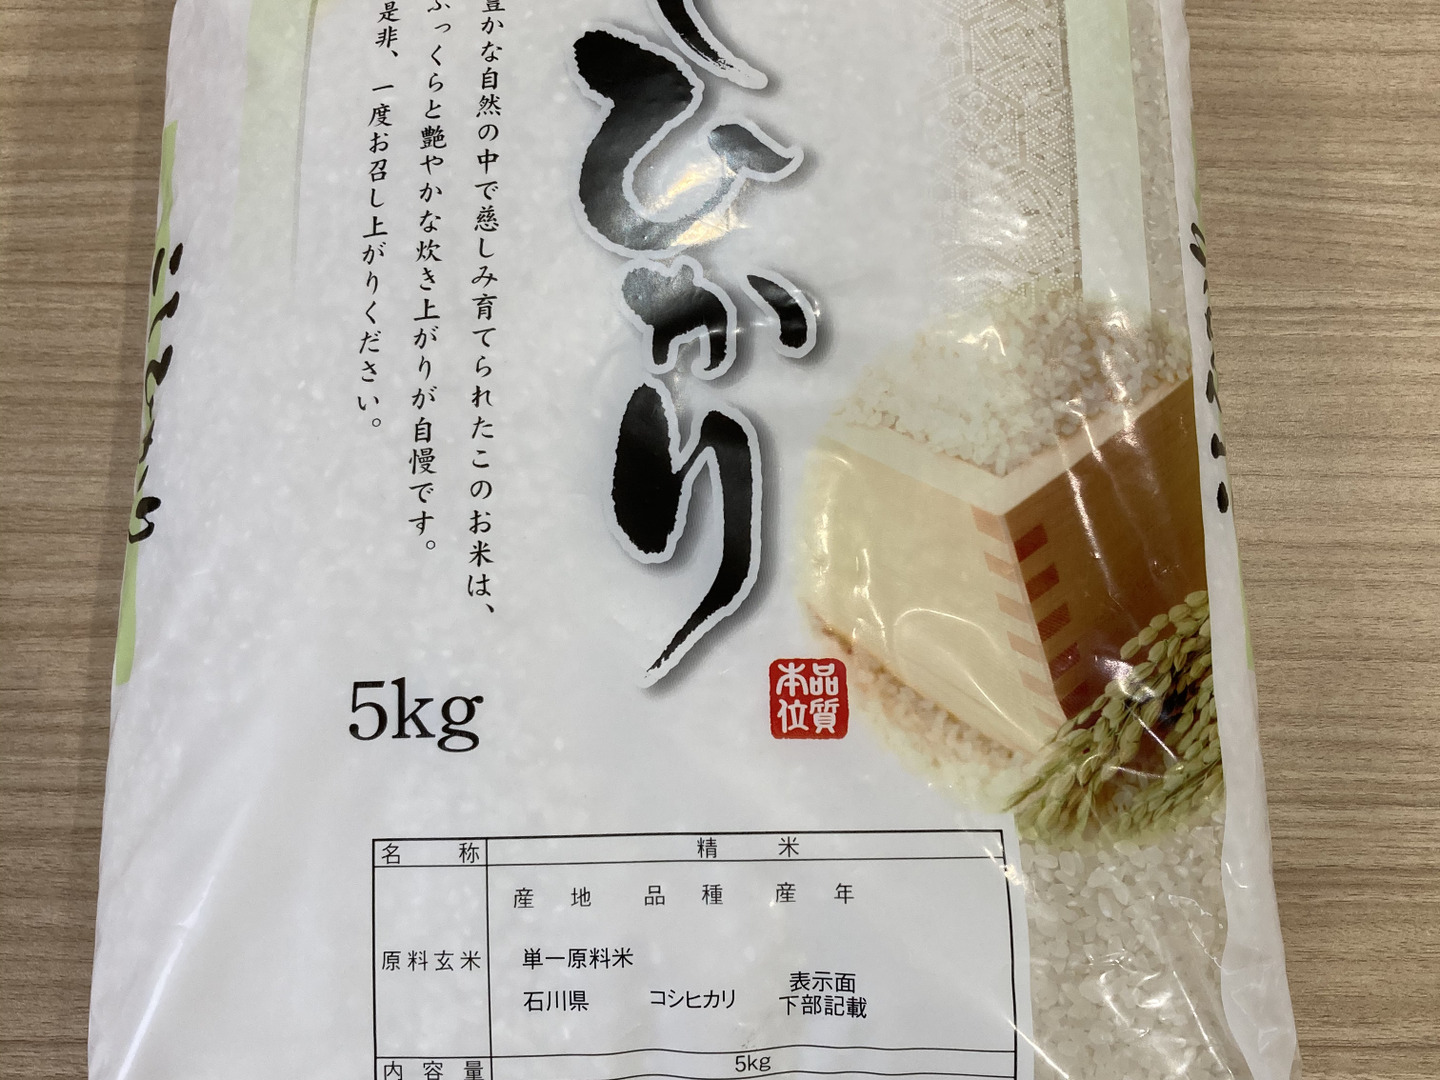 ひかり
豊かな自然の中で慈しみ育てられたこのお米は、
ふっくらと艶やかな炊き上がりが自慢です。
是非、一度お召し上がりください。
5kg
品質
本位
名称 精米
産地 品種 産年
原料玄米
単一原料米
石川県 コシヒカリ 表示面
下部記載
内容量 5kg